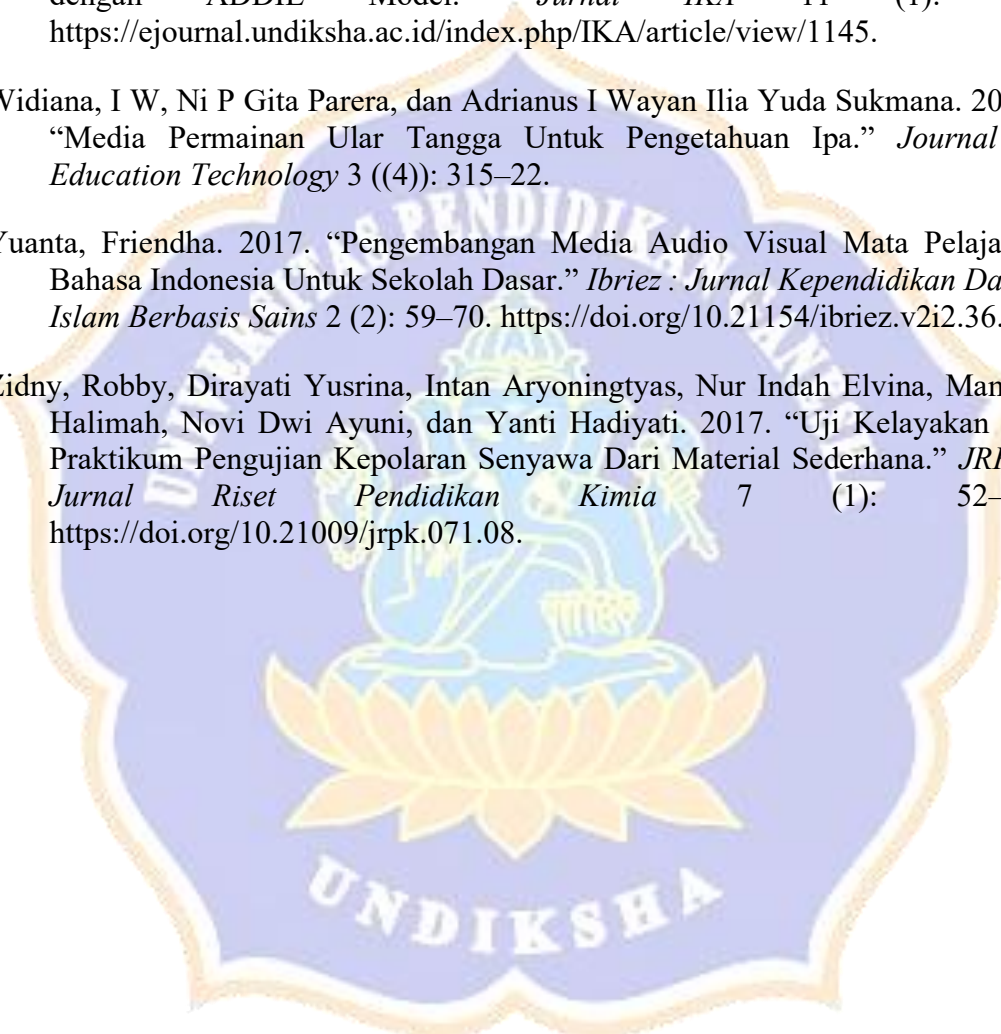 dengan ADDIE Model." Jurnal IKA 11 (1):
https://ejournal.undiksha.ac.id/index.php/IKA/article/view/1145.
Widiana, I W, Ni P Gita Parera, dan Adrianus I Wayan Ilia Yuda Sukmana. 20
“Media Permainan Ular Tangga Untuk Pengetahuan Ipa.” Journal
Education Technology 3 ((4)): 315–22.
Yuanta, Friendha. 2017. “Pengembangan Media Audio Visual Mata Pelaja
Bahasa Indonesia Untuk Sekolah Dasar.” Ibriez : Jurnal Kependidikan Da
Islam Berbasis Sains 2 (2): 59–70. https://doi.org/10.21154/ibriez.v2i2.36.
Zidny, Robby, Dirayati Yusrina, Intan Aryoningtyas, Nur Indah Elvina, Man
Halimah, Novi Dwi Ayuni, dan Yanti Hadiyati. 2017. “Uji Kelayakan
Praktikum Pengujian Kepolaran Senyawa Dari Material Sederhana.” JRP
Jurnal Riset Pendidikan Kimia 7 (1): 52–
https://doi.org/10.21009/jrpk.071.08.
UNIVERSITAS PENDIDIKAN GANESHA
UNDIKSHA